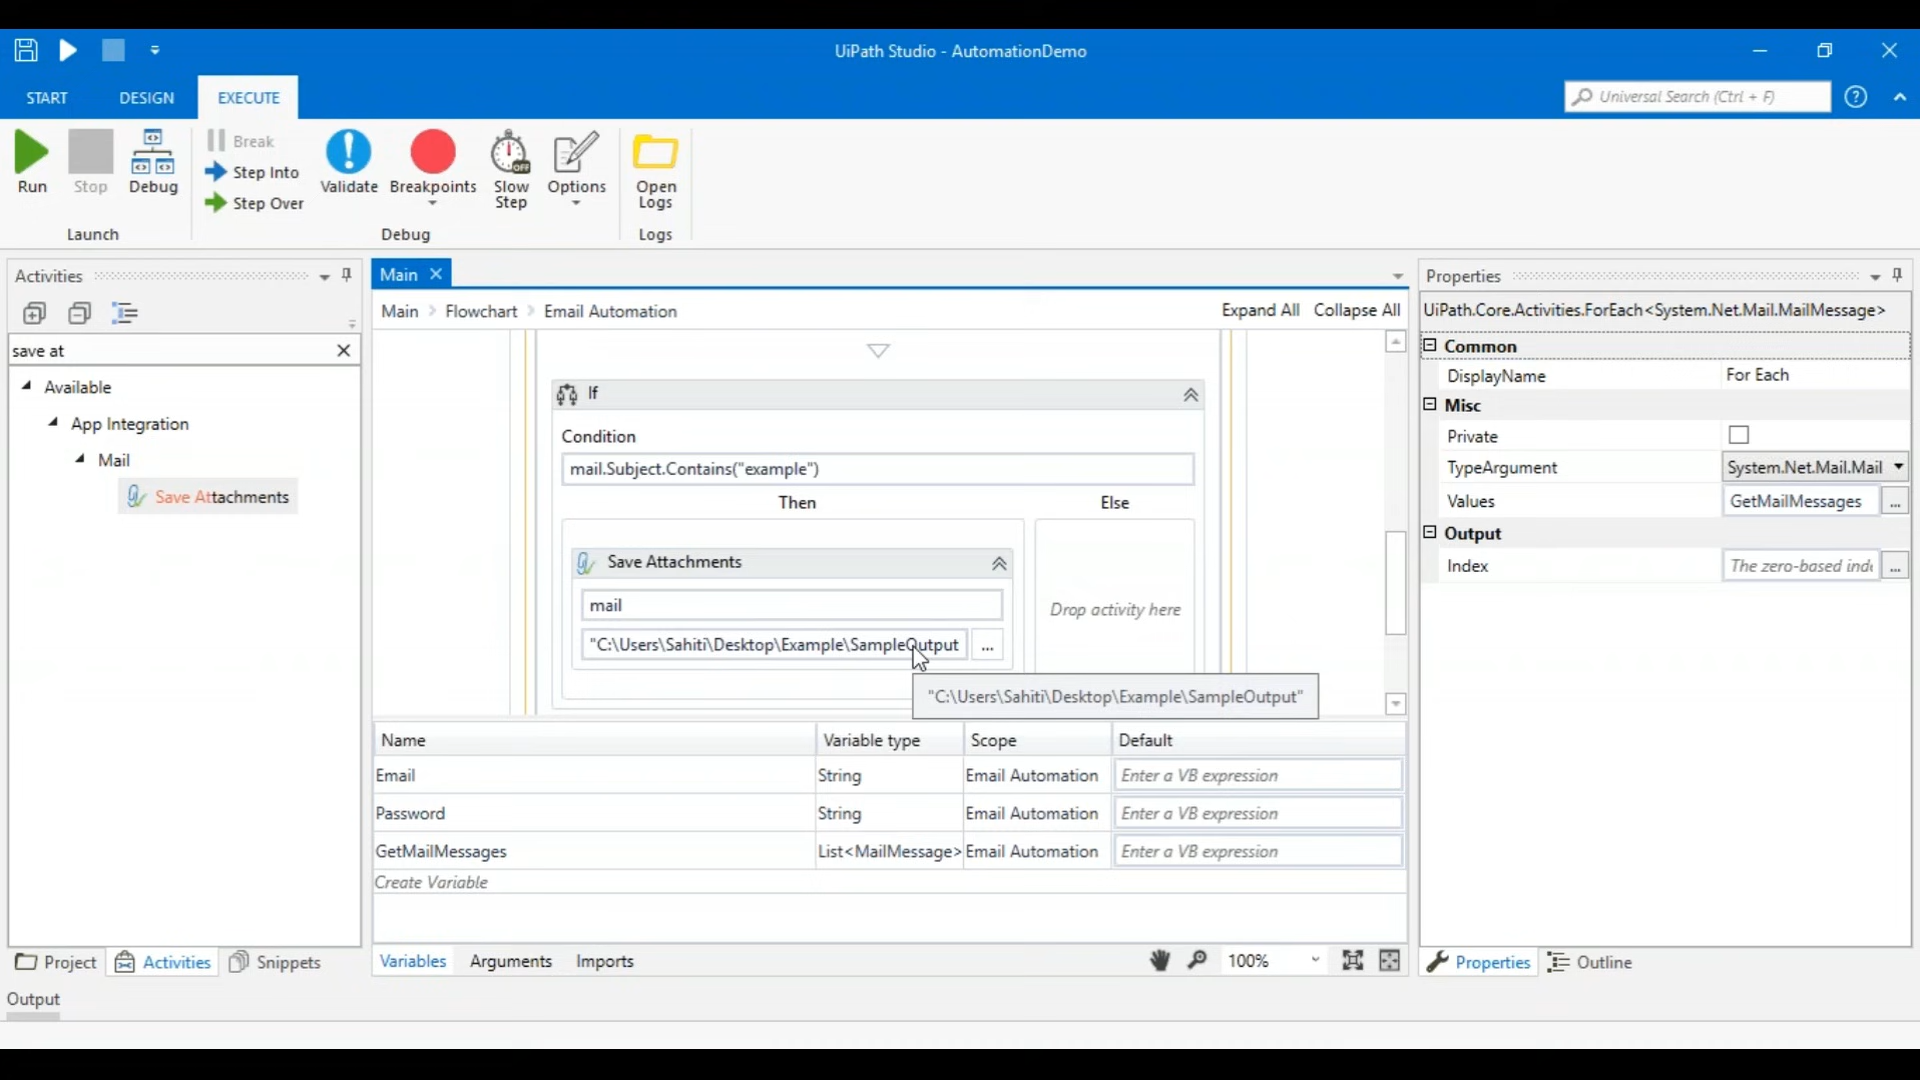 UiPath Studio - AutomationDemo
START
DESIGN
EXECUTE
Universal Search (Ctrl + F)
Run
Stop
Debug
Break
Step Into
Step Over
Validate
Breakpoints
Slow
Step
Options
Open
Logs
Launch
Debug
Logs
Activities
save at
Available
App Integration
Mail
Save Attachments
Main
Main
Flowchart
Email Automation
Expand All
Collapse All
If
Condition
mail.Subject.Contains("example")
Then
Else
Save Attachments
mail
"C:\Users\Sahiti\Desktop\Example\SampleOutput
...
Drop activity here
"C:\Users\Sahiti\Desktop\Example\SampleOutput"
Name
Variable type
Scope
Default
Email
String
Email Automation
Enter a VB expression
Password
String
Email Automation
Enter a VB expression
GetMailMessages
List<MailMessage>
Email Automation
Enter a VB expression
Create Variable
Variables
Arguments
Imports
100%
Properties
UiPath.Core.Activities.ForEach<System.Net.Mail.MailMessage>
Common
DisplayName
For Each
Misc
Private
TypeArgument
System.Net.Mail.Mail
Values
GetMailMessages
...
Output
Index
The zero-based inde
...
Project
Activities
Snippets
Properties
Outline
Output